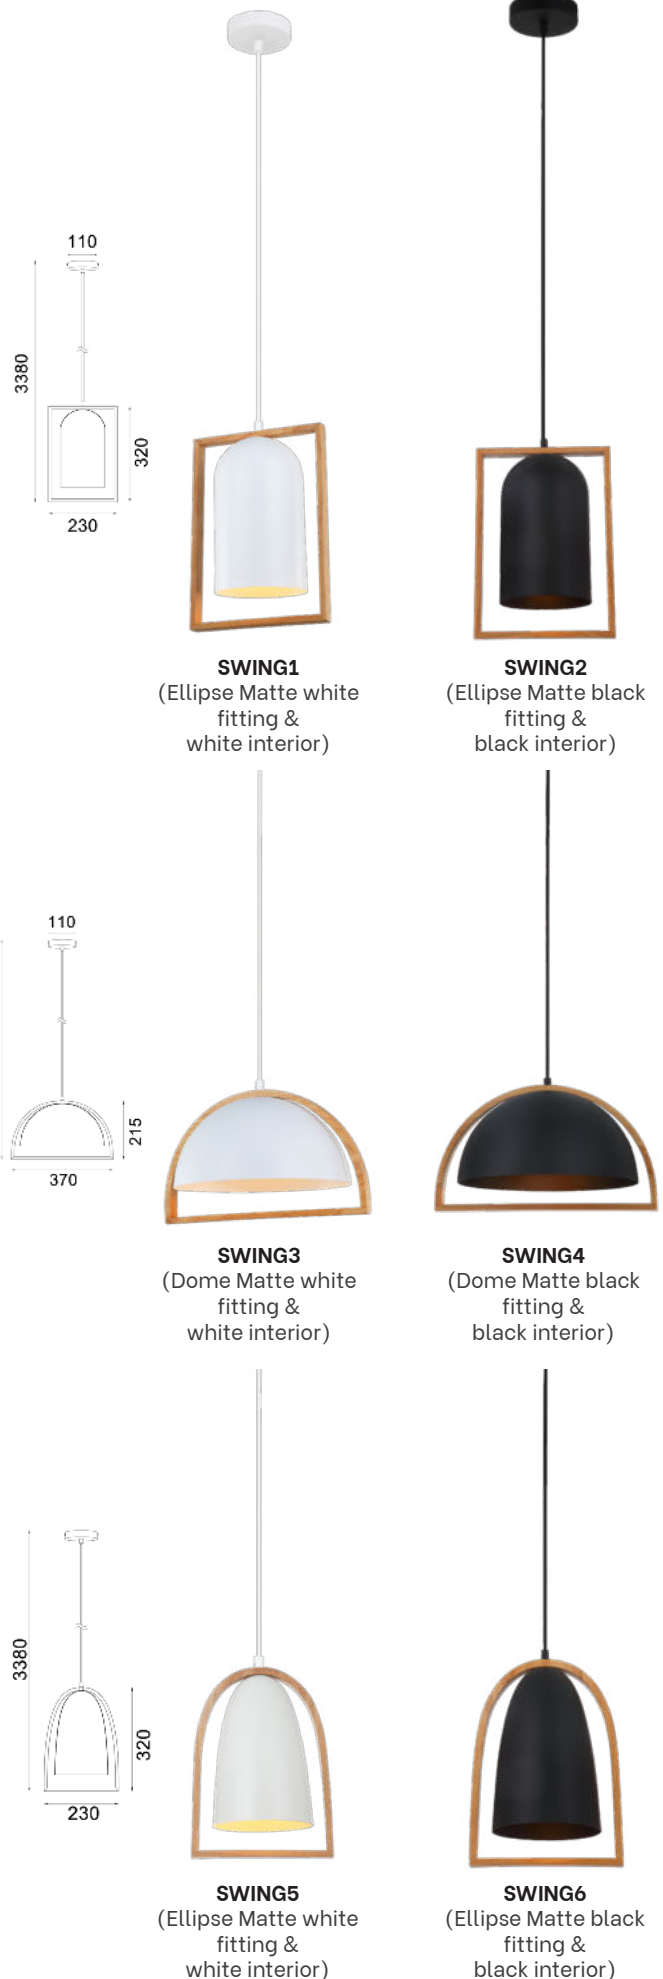 110
3380
320
230
SWING1
(Ellipse Matte white
fitting &
white interior)
SWING2
(Ellipse Matte black
fitting &
black interior)
110
215
370
SWING3
(Dome Matte white
fitting &
white interior)
SWING4
(Dome Matte black
fitting &
black interior)
3380
320
230
SWING5
(Ellipse Matte white
fitting &
white interior)
SWING6
(Ellipse Matte black
fitting &
black interior)